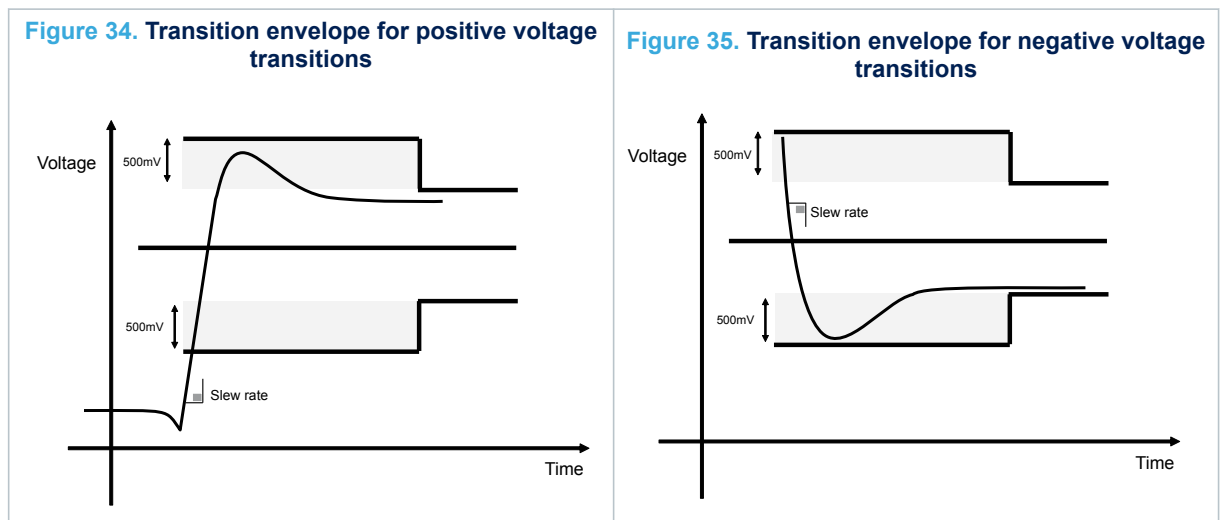 Figure 34. Transition envelope for positive voltage
transitions
Voltage
500mV
500mV
Slew rate
Time
Figure 35. Transition envelope for negative voltage
transitions
Voltage
500mV
Slew rate
500mV
Time